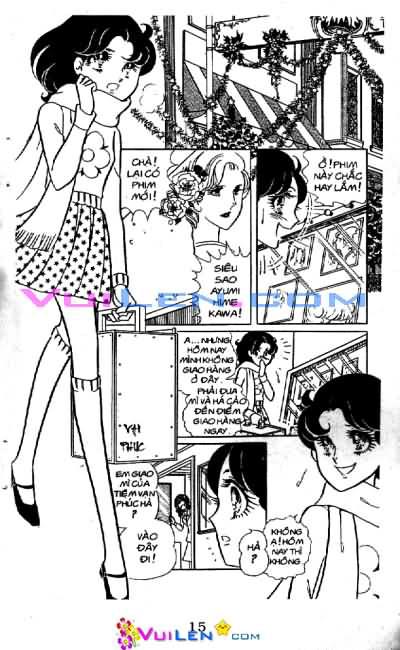 CHÀ!
LẠI CÓ
PHIM
MỚI!
Ồ! PHIM
NÀY CHẮC
HAY LẮM!
SIÊU
SAO
AYUMI
HIME
KAWA!
VUILEN.COM
A... NHƯNG
HÔM NAY
MÌNH KHÔNG
GIAO HÀNG
Ở ĐÂY.
PHẢI ĐƯA
MÌ VÀ HÁ CẢO
ĐẾN ĐIỂM
GIAO HÀNG
NGAY.
VẠN
PHÚC
EM GIAO
MÌ CỦA
TIỆM VẠN
PHÚC HẢ?
VÀO
ĐÂY
ĐI!
HẢ?
KHÔNG
Ạ! HÔM
NAY THÌ
KHÔNG
15
VUILEN.COM